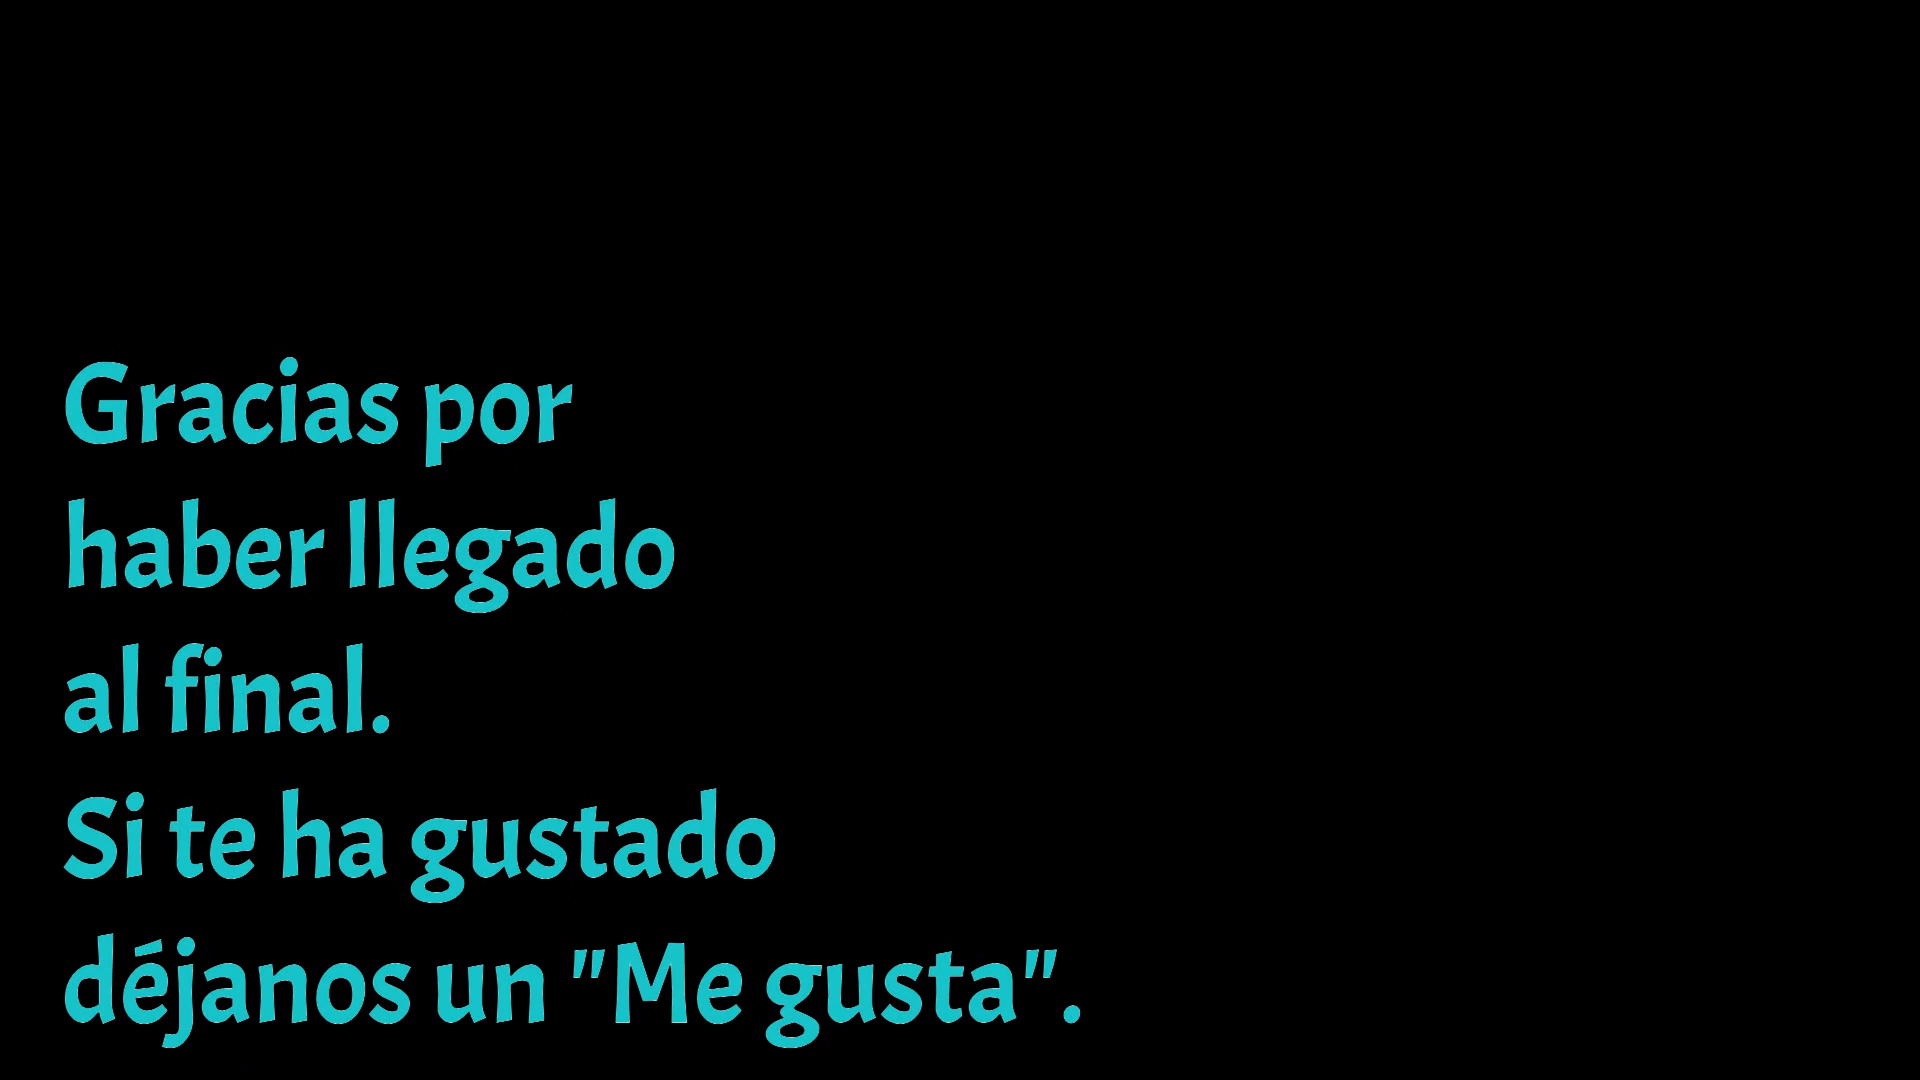 Gracias por
haber llegado
al final.
Si te ha gustado
déjanos un "Me gusta".